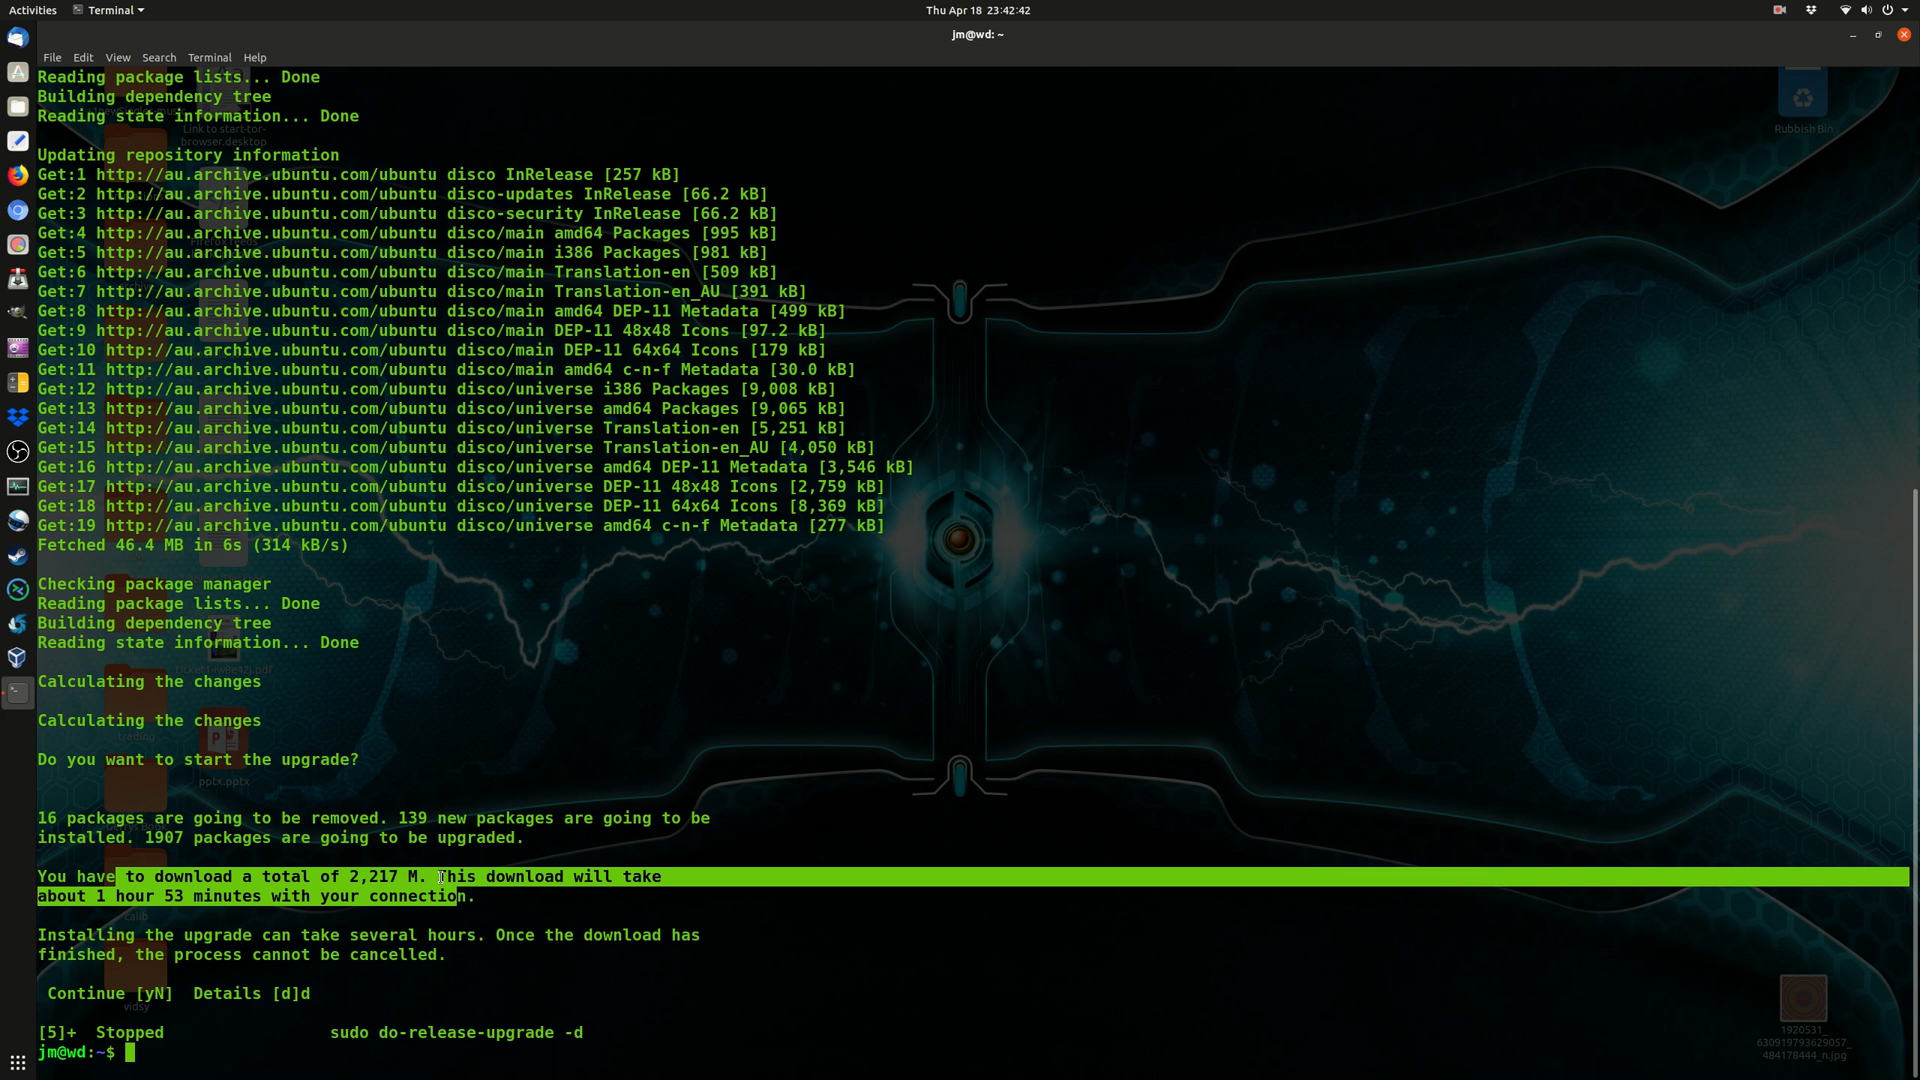 Activities Terminal Thu Apr 18 23:42:42
jm@wd: ~
File Edit View Search Terminal Help
Reading package lists... Done
Building dependency tree
Reading state information... Done
Link to start-tor-
browser.desktop
Rubbish Bin
Updating repository information
Get:1 http://au.archive.ubuntu.com/ubuntu disco InRelease [257 kB]
Get:2 http://au.archive.ubuntu.com/ubuntu disco-updates InRelease [66.2 kB]
Get:3 http://au.archive.ubuntu.com/ubuntu disco-security InRelease [66.2 kB]
Get:4 http://au.archive.ubuntu.com/ubuntu disco/main amd64 Packages [995 kB]
Get:5 http://au.archive.ubuntu.com/ubuntu disco/main i386 Packages [981 kB]
Get:6 http://au.archive.ubuntu.com/ubuntu disco/main Translation-en [509 kB]
Get:7 http://au.archive.ubuntu.com/ubuntu disco/main Translation-en_AU [391 kB]
Get:8 http://au.archive.ubuntu.com/ubuntu disco/main amd64 DEP-11 Metadata [499 kB]
Get:9 http://au.archive.ubuntu.com/ubuntu disco/main DEP-11 48x48 Icons [97.2 kB]
Get:10 http://au.archive.ubuntu.com/ubuntu disco/main DEP-11 64x64 Icons [179 kB]
Get:11 http://au.archive.ubuntu.com/ubuntu disco/main amd64 c-n-f Metadata [30.0 kB]
Get:12 http://au.archive.ubuntu.com/ubuntu disco/universe i386 Packages [9,008 kB]
Get:13 http://au.archive.ubuntu.com/ubuntu disco/universe amd64 Packages [9,065 kB]
Get:14 http://au.archive.ubuntu.com/ubuntu disco/universe Translation-en [5,251 kB]
Get:15 http://au.archive.ubuntu.com/ubuntu disco/universe Translation-en_AU [4,050 kB]
Get:16 http://au.archive.ubuntu.com/ubuntu disco/universe amd64 DEP-11 Metadata [3,546 kB]
Get:17 http://au.archive.ubuntu.com/ubuntu disco/universe DEP-11 48x48 Icons [2,759 kB]
Get:18 http://au.archive.ubuntu.com/ubuntu disco/universe DEP-11 64x64 Icons [8,369 kB]
Get:19 http://au.archive.ubuntu.com/ubuntu disco/universe amd64 c-n-f Metadata [277 kB]
Fetched 46.4 MB in 6s (314 kB/s)
Checking package manager
Reading package lists... Done
Building dependency tree
Reading state information... Done
Calculating the changes
Calculating the changes
trading
Do you want to start the upgrade?
pptx.pptx
16 packages are going to be removed. 139 new packages are going to be
installed. 1907 packages are going to be upgraded.
You have to download a total of 2,217 M. This download will take
about 1 hour 53 minutes with your connection.
calib
Installing the upgrade can take several hours. Once the download has
finished, the process cannot be cancelled.
Continue [yN] Details [d]d
vidsy
[5]+ Stopped sudo do-release-upgrade -d
jm@wd:~$
1920531_
630919793629057_
484178444_n.jpg